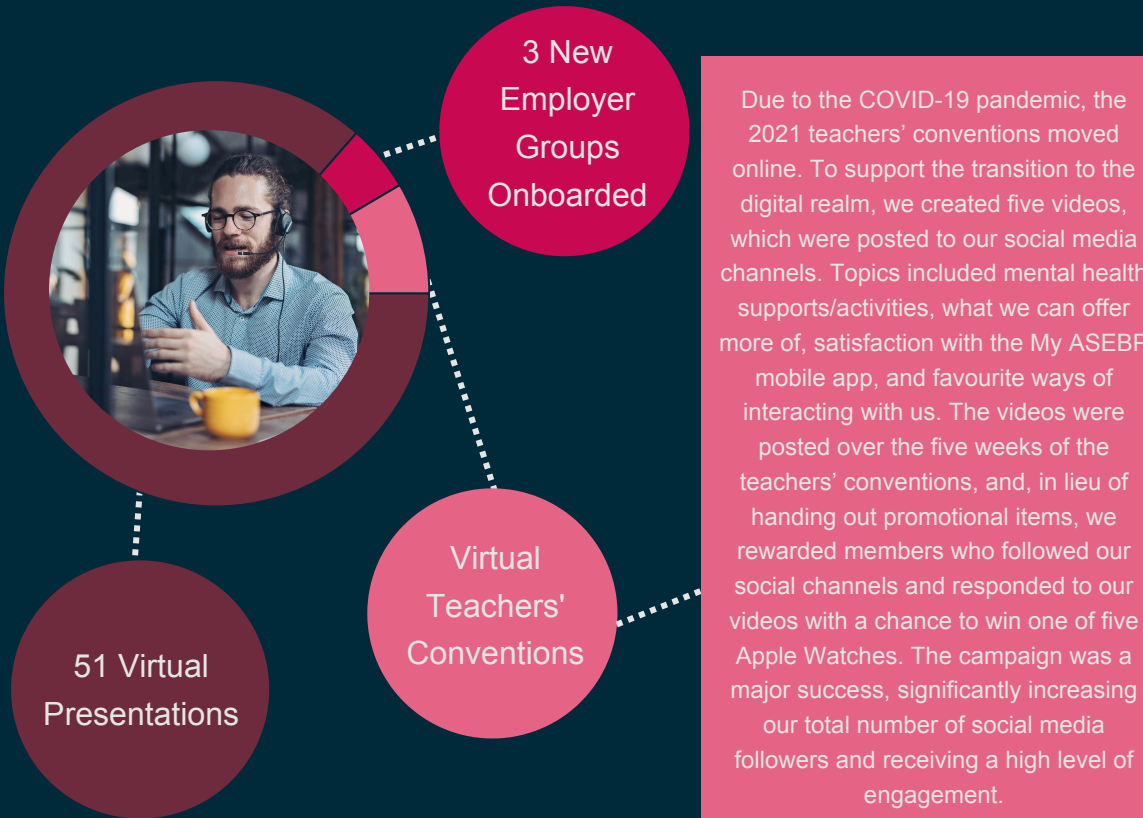 3 New
Employer
Groups
Onboarded
51 Virtual
Presentations
Virtual
Teachers'
Conventions
Due to the COVID-19 pandemic, the
2021 teachers’ conventions moved
online. To support the transition to the
digital realm, we created five videos,
which were posted to our social media
channels. Topics included mental health
supports/activities, what we can offer
more of, satisfaction with the My ASEBP
mobile app, and favourite ways of
interacting with us. The videos were
posted over the five weeks of the
teachers’ conventions, and, in lieu of
handing out promotional items, we
rewarded members who followed our
social channels and responded to our
videos with a chance to win one of five
Apple Watches. The campaign was a
major success, significantly increasing
our total number of social media
followers and receiving a high level of
engagement.